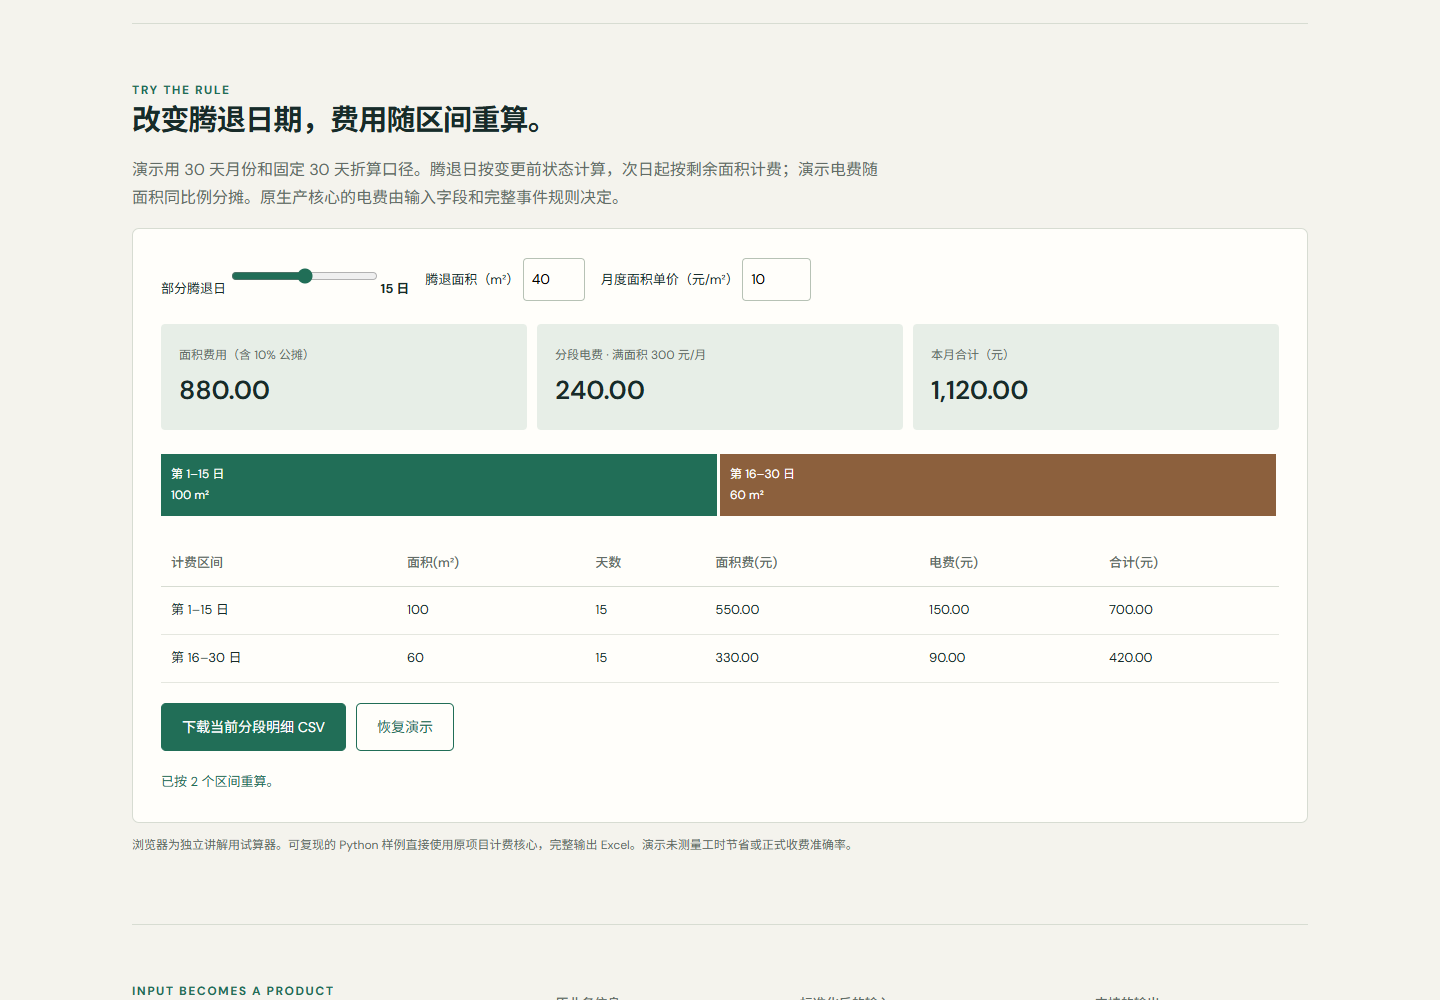 TRY THE RULE
改变腾退日期，费用随区间重算。
演示用 30 天月份和固定 30 天折算口径。腾退日按变更前状态计算，次日起按剩余面积计费；演示电费随
面积同比例分摊。原生产核心的电费由输入字段和完整事件规则决定。
部分腾退日 15 日 腾退面积（m²） 40 月度面积单价（元/m²） 10
面积费用（含 10% 公摊） 分段电费 · 满面积 300 元/月 本月合计（元）
880.00 240.00 1,120.00
第 1–15 日 第 16–30 日
100 m² 60 m²
计费区间 面积(m²) 天数 面积费(元) 电费(元) 合计(元)
第 1–15 日 100 15 550.00 150.00 700.00
第 16–30 日 60 15 330.00 90.00 420.00
下载当前分段明细 CSV 恢复演示
已按 2 个区间重算。
浏览器为独立讲解用试算器。可复现的 Python 样例直接使用原项目计费核心，完整输出 Excel。演示未测量工时节省或正式收费准确率。
INPUT BECOMES A PRODUCT